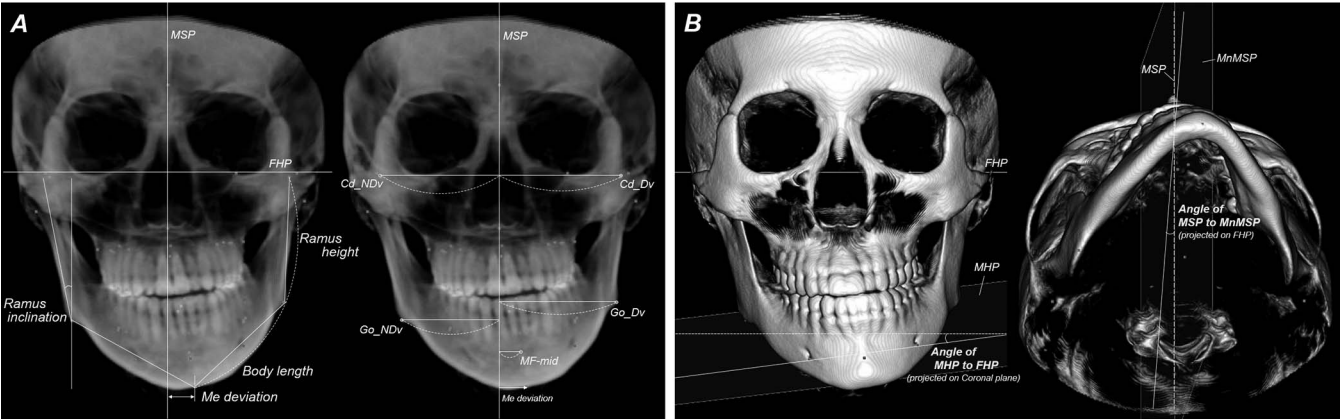 A
MSP
FHP
Ramus
height
Ramus
inclination
Body length
Me deviation
MSP
Cd_NDv
Cd_Dv
Go_Dv
Go_NDv
MF-mid
Me deviation
B
FHP
MHP
Angle of
MHP to FHP
(projected on Coronal plane)
MSP
MnMSP
Angle of
MSP to MnMSP
(projected on FHP)